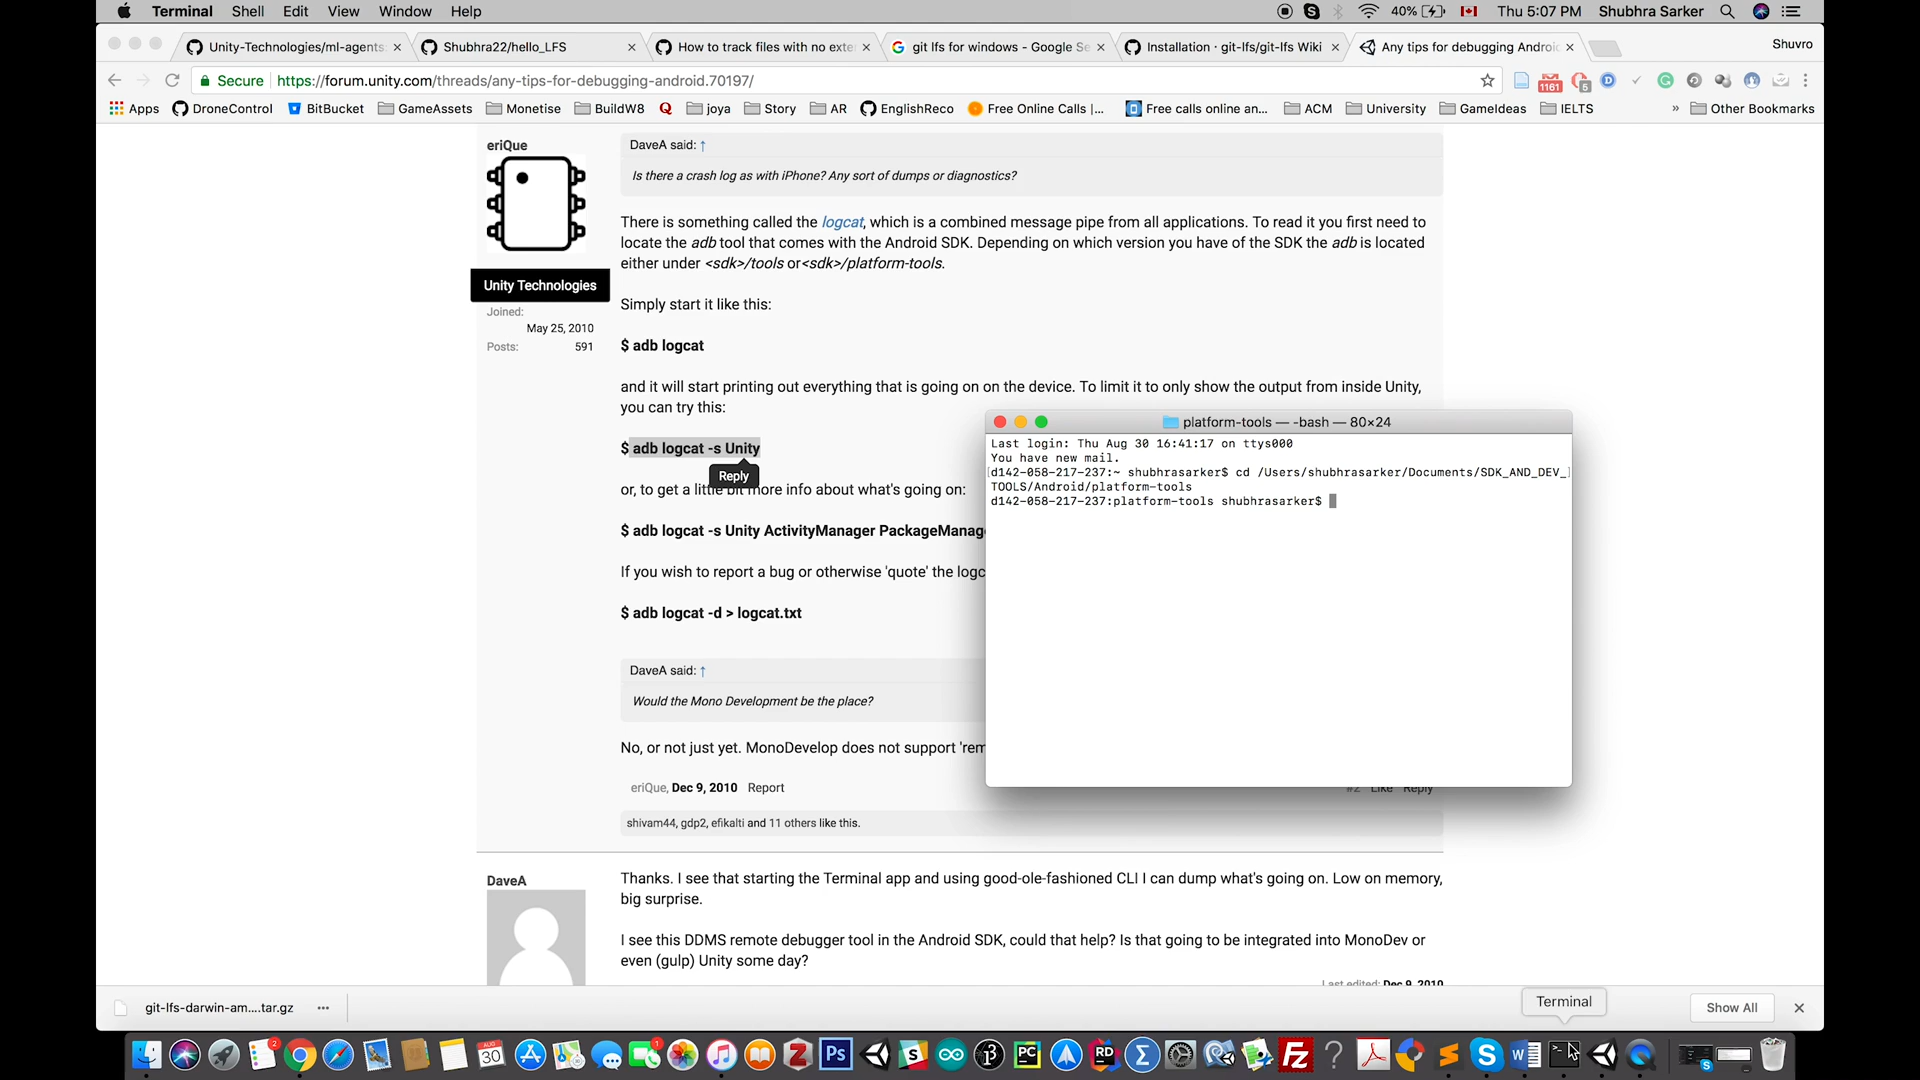 Terminal Shell Edit View Window Help
40% Thu 5:07 PM Shubhra Sarker
Unity-Technologies/ml-agents: Shubhra22/hello_LFS How to track files with no exte git lfs for windows - Google Se Installation · git-lfs/git-lfs Wiki Any tips for debugging Androi Shuvro
Secure https://forum.unity.com/threads/any-tips-for-debugging-android.70197/
1161 5
Apps DroneControl BitBucket GameAssets Monetise BuildW8 joya Story AR EnglishReco Free Online Calls |... Free calls online an... ACM University GameIdeas IELTS » Other Bookmarks
eriQue
DaveA said: ↑
Is there a crash log as with iPhone? Any sort of dumps or diagnostics?
There is something called the logcat, which is a combined message pipe from all applications. To read it you first need to
locate the adb tool that comes with the Android SDK. Depending on which version you have of the SDK the adb is located
either under <sdk>/tools or<sdk>/platform-tools.
Unity Technologies
Joined:
May 25, 2010
Posts: 591
Simply start it like this:
$ adb logcat
and it will start printing out everything that is going on on the device. To limit it to only show the output from inside Unity,
you can try this:
$ adb logcat -s Unity
Reply
or, to get a little bit more info about what's going on:
$ adb logcat -s Unity ActivityManager PackageManag
If you wish to report a bug or otherwise 'quote' the logc
$ adb logcat -d > logcat.txt
DaveA said: ↑
Would the Mono Development be the place?
No, or not just yet. MonoDevelop does not support 'rem
eriQue, Dec 9, 2010 Report
#2 Like Reply
shivam44, gdp2, efikalti and 11 others like this.
platform-tools — -bash — 80×24
Last login: Thu Aug 30 16:41:17 on ttys000
You have new mail.
[d142-058-217-237:~ shubhrasarker$ cd /Users/shubhrasarker/Documents/SDK_AND_DEV_]
TOOLS/Android/platform-tools
d142-058-217-237:platform-tools shubhrasarker$
DaveA
Thanks. I see that starting the Terminal app and using good-ole-fashioned CLI I can dump what's going on. Low on memory,
big surprise.
I see this DDMS remote debugger tool in the Android SDK, could that help? Is that going to be integrated into MonoDev or
even (gulp) Unity some day?
Last edited: Dec 9, 2010
git-lfs-darwin-am....tar.gz
Terminal
Show All
2 AUG 30 1 Ps PC RD